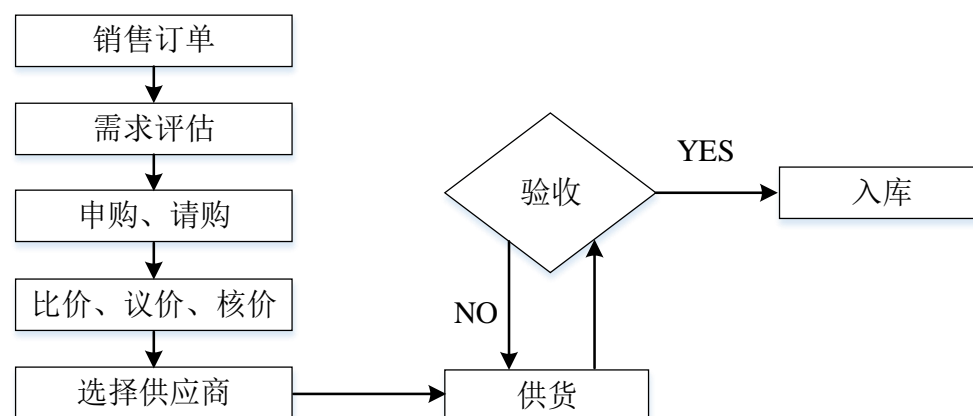 销售订单
需求评估
申购、请购
比价、议价、核价
选择供应商
供货
验收
NO
YES
入库